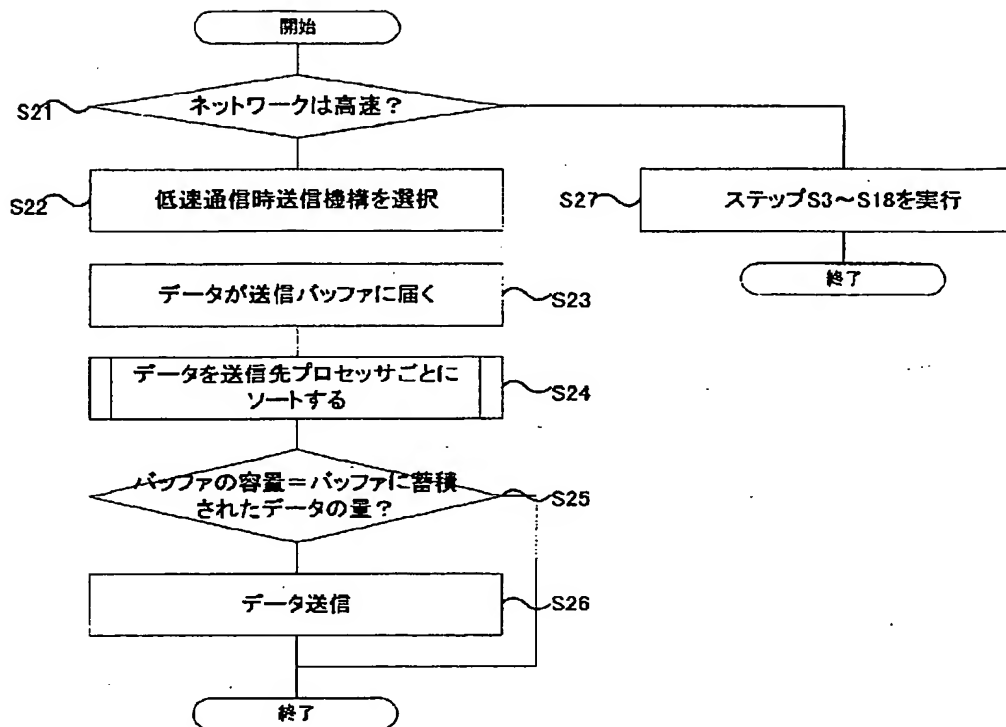 開始
S21
ネットワークは高速？
S22
低速通信時送信機構を選択
S27
ステップS3～S18を実行
終了
データが送信バッファに届く
S23
データを送信先プロセッサごとに
ソートする
S24
バッファの容量＝バッファに蓄積
されたデータの量？
S25
データ送信
S26
終了